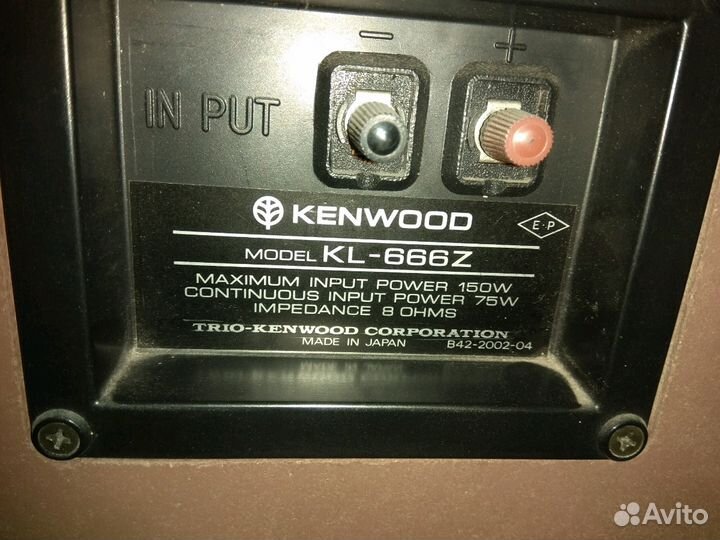 − +
IN PUT
KENWOOD
E·P
MODEL KL-666Z
MAXIMUM INPUT POWER 150W
CONTINUOUS INPUT POWER 75W
IMPEDANCE 8 OHMS
TRIO-KENWOOD CORPORATION
MADE IN JAPAN B42-2002-04
Avito